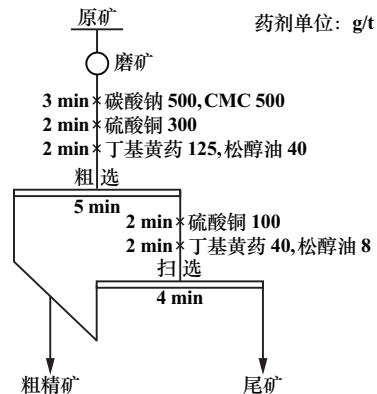 原矿
药剂单位：g/t
磨矿
3 min 碳酸钠 500, CMC 500
2 min 硫酸铜 300
2 min 丁基黄药 125, 松醇油 40
粗 选
5 min
2 min 硫酸铜 100
2 min 丁基黄药 40, 松醇油 8
扫 选
4 min
粗精矿
尾矿